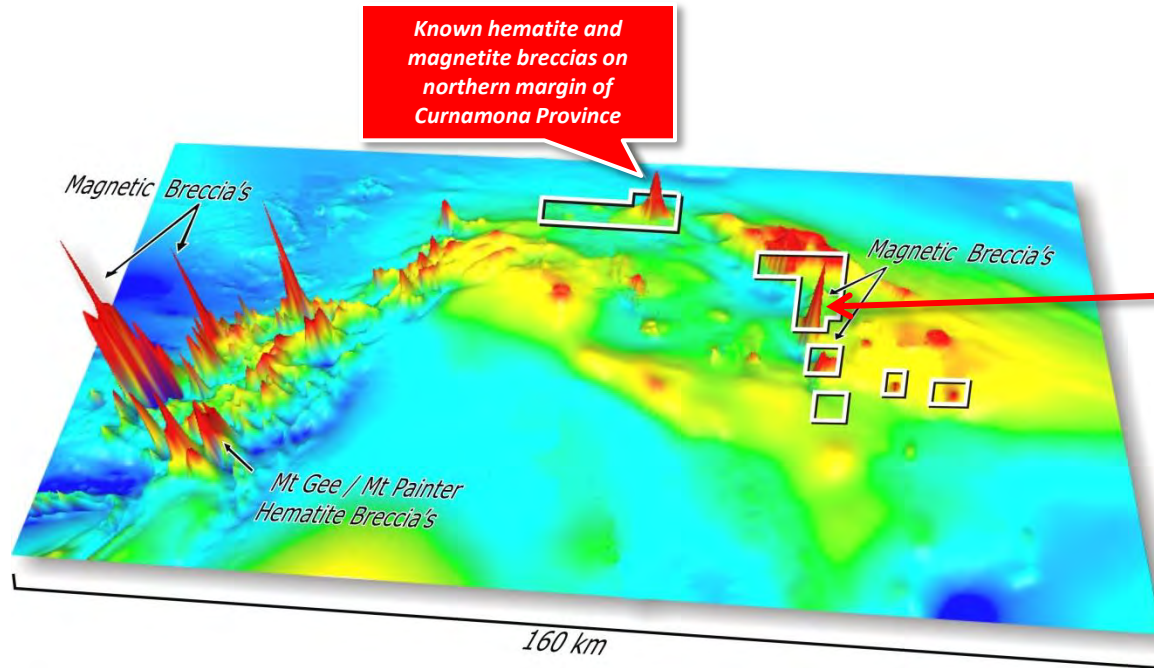 Known hematite and
magnetite breccias on
northern margin of
Curnamona Province
Magnetic Breccia's
Magnetic Breccia's
Mt Gee / Mt Painter
Hematite Breccia's
160 km